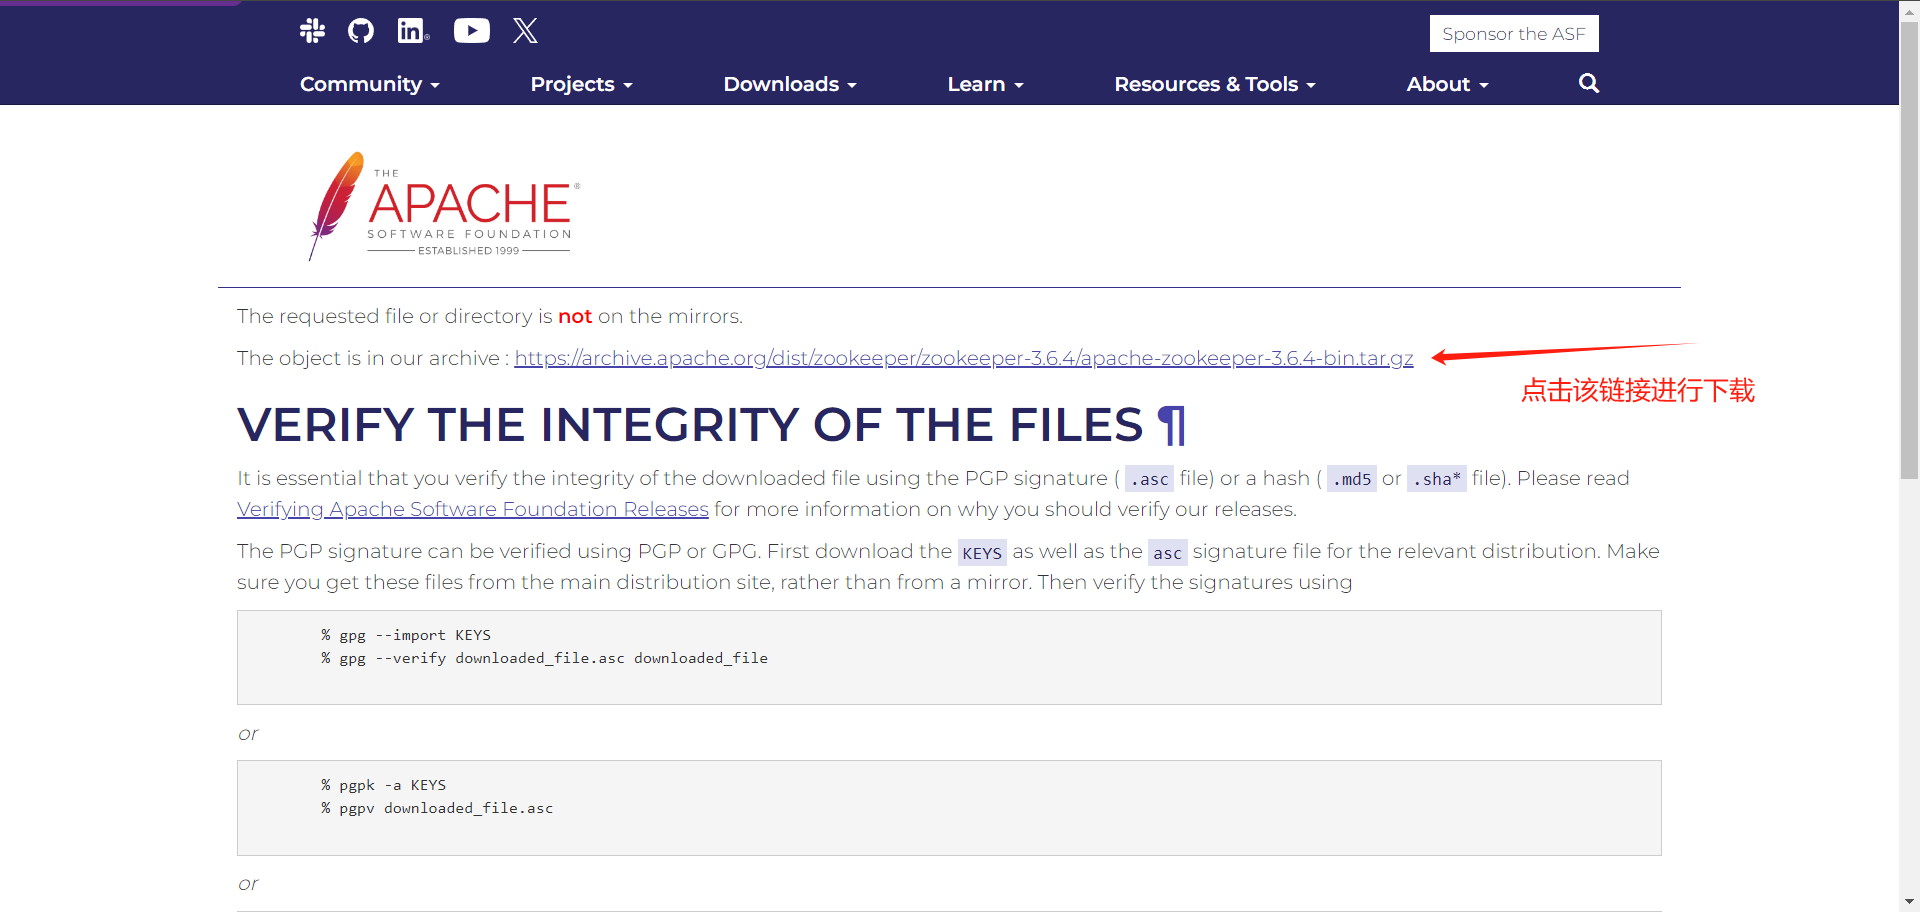 Sponsor the ASF
Community Projects Downloads Learn Resources & Tools About
THE
APACHE®
SOFTWARE FOUNDATION
ESTABLISHED 1999
The requested file or directory is not on the mirrors.
The object is in our archive : https://archive.apache.org/dist/zookeeper/zookeeper-3.6.4/apache-zookeeper-3.6.4-bin.tar.gz
点击该链接进行下载
VERIFY THE INTEGRITY OF THE FILES ¶
It is essential that you verify the integrity of the downloaded file using the PGP signature ( .asc file) or a hash ( .md5 or .sha* file). Please read
Verifying Apache Software Foundation Releases for more information on why you should verify our releases.
The PGP signature can be verified using PGP or GPG. First download the KEYS as well as the asc signature file for the relevant distribution. Make
sure you get these files from the main distribution site, rather than from a mirror. Then verify the signatures using
% gpg --import KEYS
% gpg --verify downloaded_file.asc downloaded_file
or
% pgpk -a KEYS
% pgpv downloaded_file.asc
or